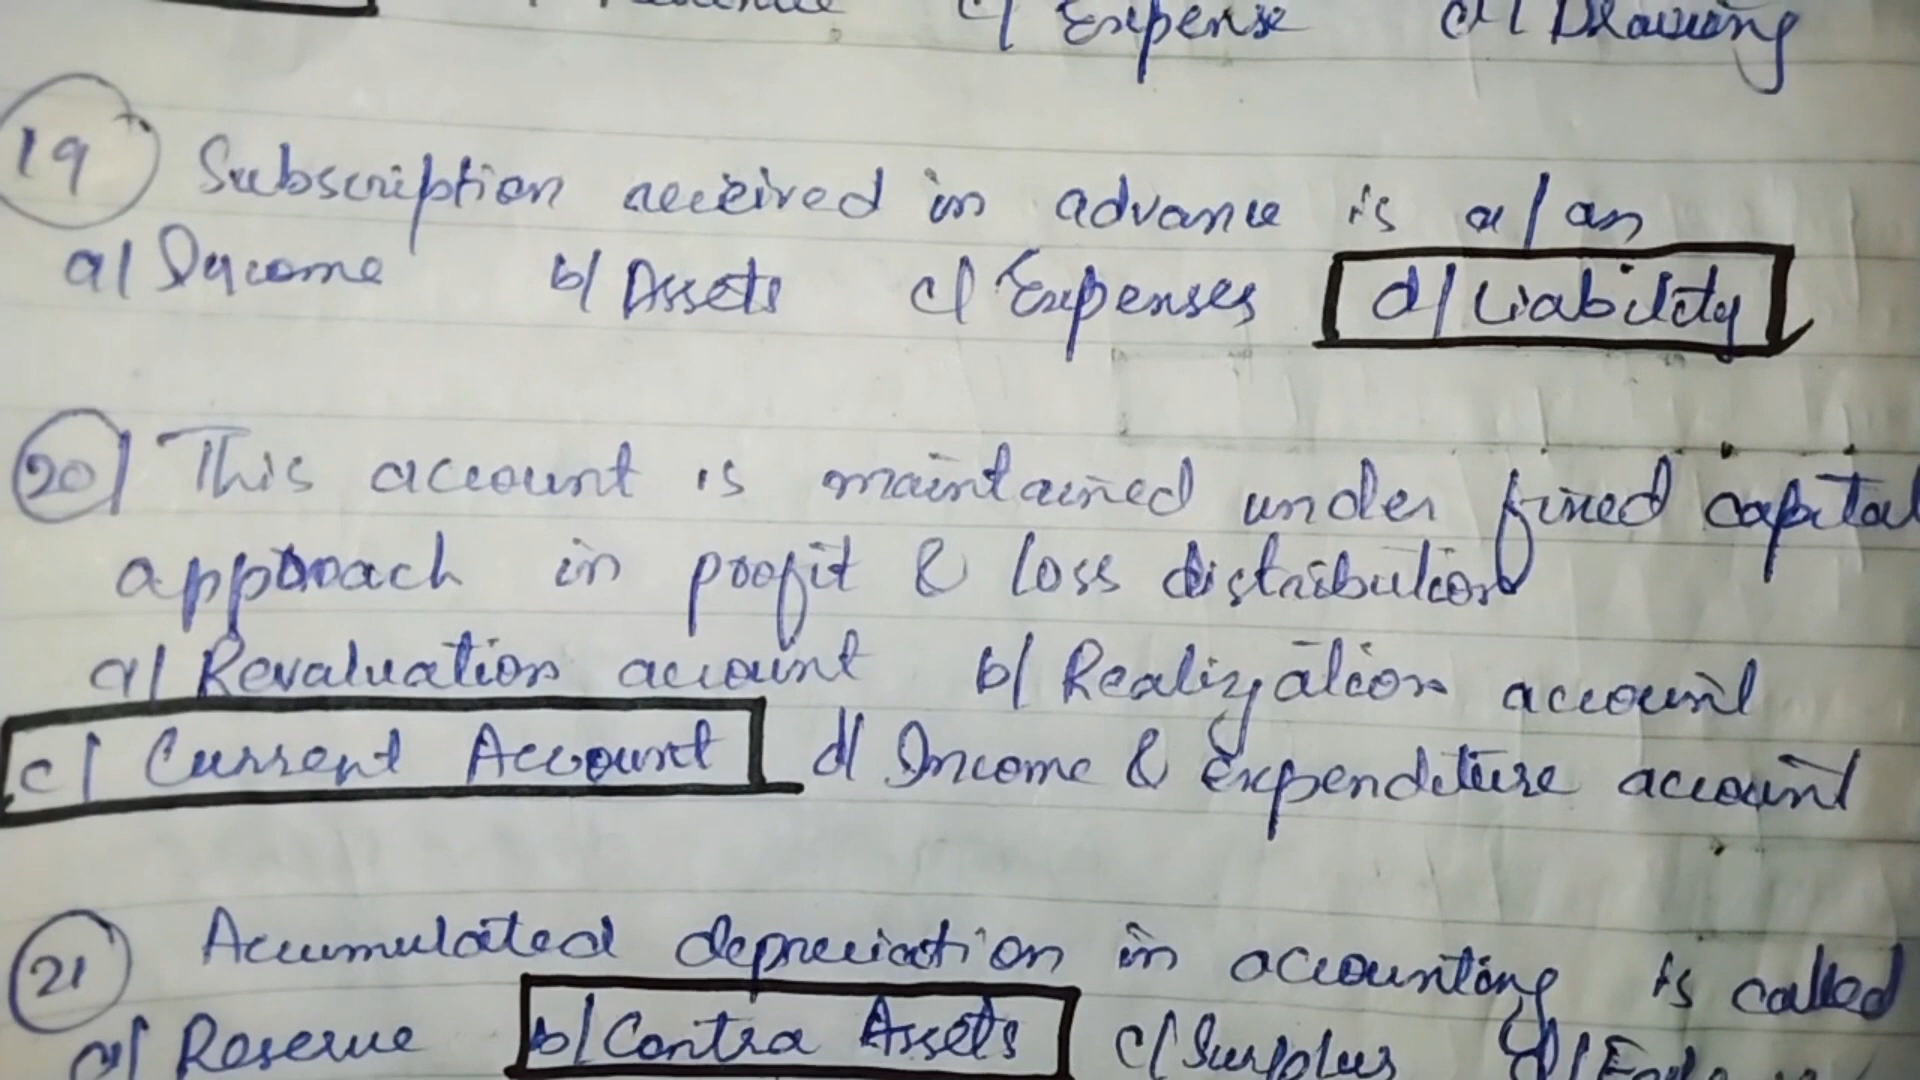 c/ Expense d/ Drawing
19 Subscription received in advance is a/an
a/ Income b/ Assets c/ Expenses d/ Liability
20/ This account is maintained under fixed capital
approach in profit & loss distribution
a/ Revaluation account b/ Realization account
c/ Current Account d/ Income & Expenditure account
21 Accumulated depreciation in accounting is called
a/ Reserve b/ Contra Assets c/ Surplus d/